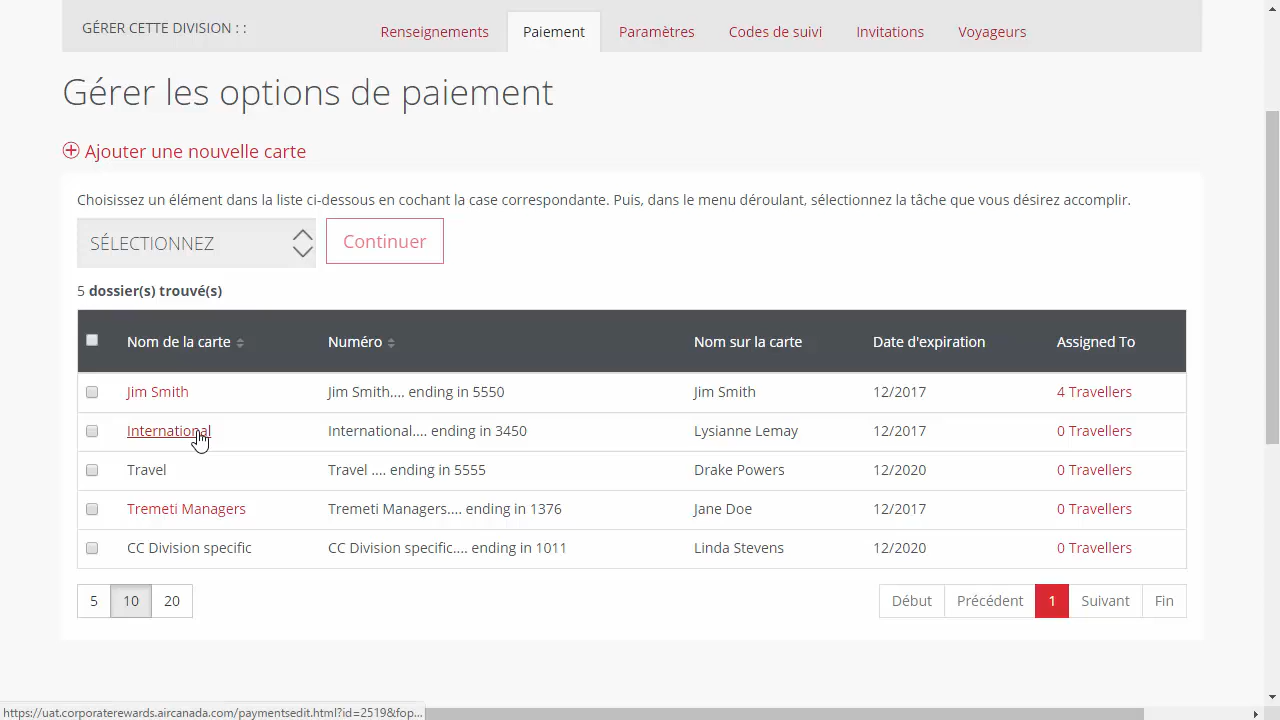 GÉRER CETTE DIVISION : :
Renseignements
Paiement
Paramètres
Codes de suivi
Invitations
Voyageurs
Gérer les options de paiement
Ajouter une nouvelle carte
Choisissez un élément dans la liste ci-dessous en cochant la case correspondante. Puis, dans le menu déroulant, sélectionnez la tâche que vous désirez accomplir.
SÉLECTIONNEZ
Continuer
5 dossier(s) trouvé(s)
Nom de la carte Numéro Nom sur la carte Date d'expiration Assigned To
Jim Smith Jim Smith.... ending in 5550 Jim Smith 12/2017 4 Travellers
International International.... ending in 3450 Lysianne Lemay 12/2017 0 Travellers
Travel Travel .... ending in 5555 Drake Powers 12/2020 0 Travellers
Tremeti Managers Tremeti Managers.... ending in 1376 Jane Doe 12/2017 0 Travellers
CC Division specific CC Division specific.... ending in 1011 Linda Stevens 12/2020 0 Travellers
5 10 20
Début Précédent 1 Suivant Fin
https://uat.corporaterewards.aircanada.com/paymentsedit.html?id=2519&fop...